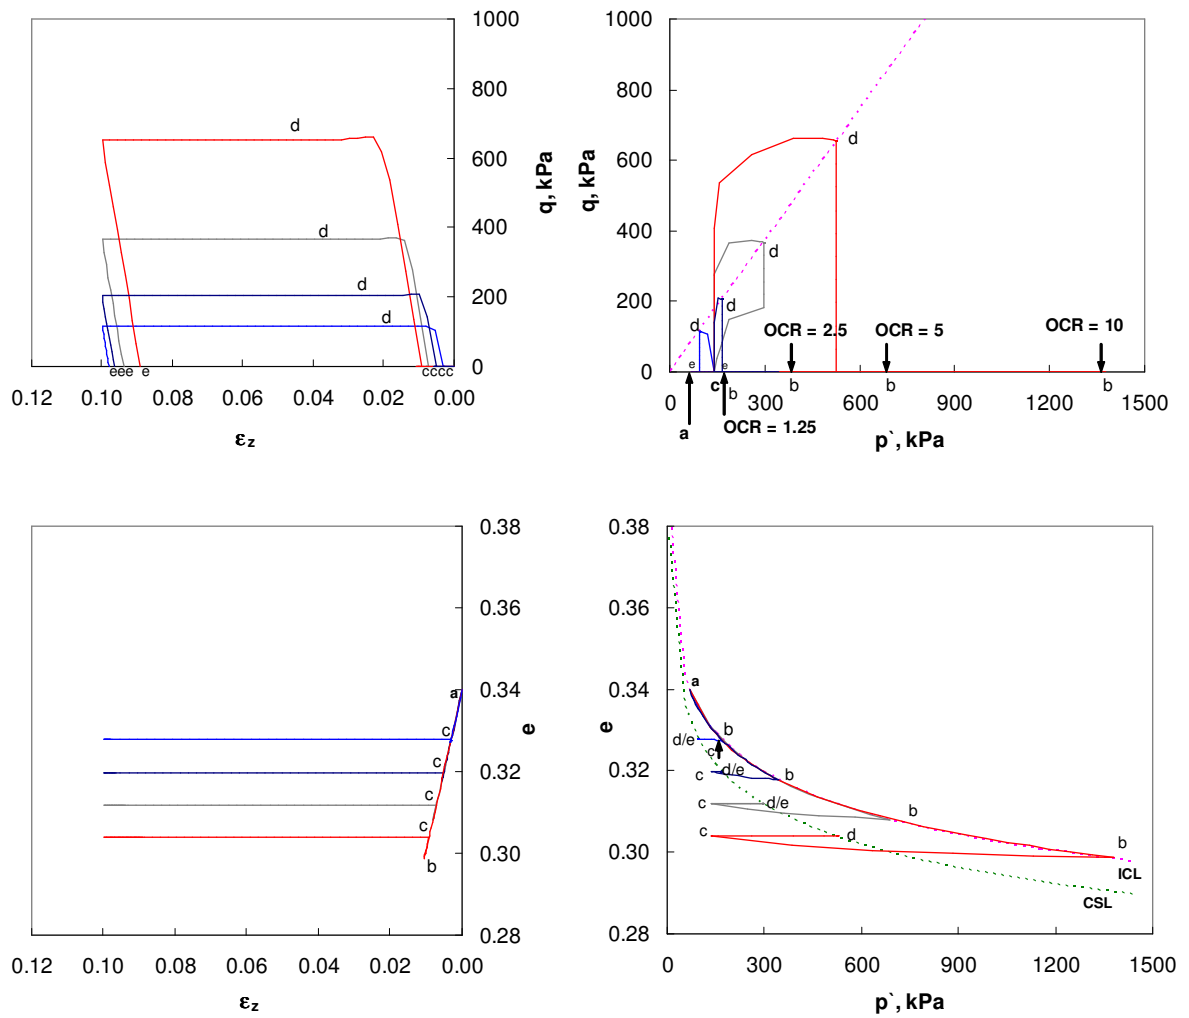 1000
800
600
400
200
0
q, kPa
d
d
d
d
eee e
cccc
0.12 0.10 0.08 0.06 0.04 0.02 0.00
εz
1000
800
600
400
200
0
q, kPa
d
d
d
d
OCR = 2.5
OCR = 5
OCR = 10
e
e
c
b
b
b
b
0 300 600 900 1200 1500
a
OCR = 1.25
p`, kPa
0.38
0.36
0.34
0.32
0.30
0.28
e
a
c
c
c
c
b
0.12 0.10 0.08 0.06 0.04 0.02 0.00
εz
0.38
0.36
0.34
0.32
0.30
0.28
e
a
b
d/e
c
c
d/e
b
c
d/e
b
c
d
b
ICL
CSL
0 300 600 900 1200 1500
p`, kPa